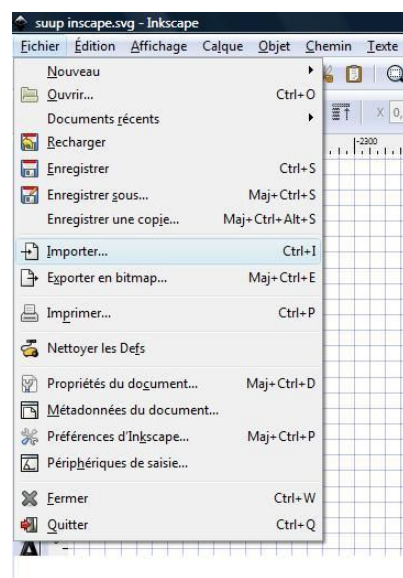 suup inscape.svg - Inkscape
Fichier Édition Affichage Calque Objet Chemin Texte
Nouveau
Ouvrir... Ctrl+O
Documents récents
Recharger
Enregistrer Ctrl+S
Enregistrer sous... Maj+Ctrl+S
Enregistrer une copie... Maj+Ctrl+Alt+S
Importer... Ctrl+I
Exporter en bitmap... Maj+Ctrl+E
Imprimer... Ctrl+P
Nettoyer les Defs
Propriétés du document... Maj+Ctrl+D
Métadonnées du document...
Préférences d'Inkscape... Maj+Ctrl+P
Périphériques de saisie...
Fermer Ctrl+W
Quitter Ctrl+Q
X 0,
-2300
A